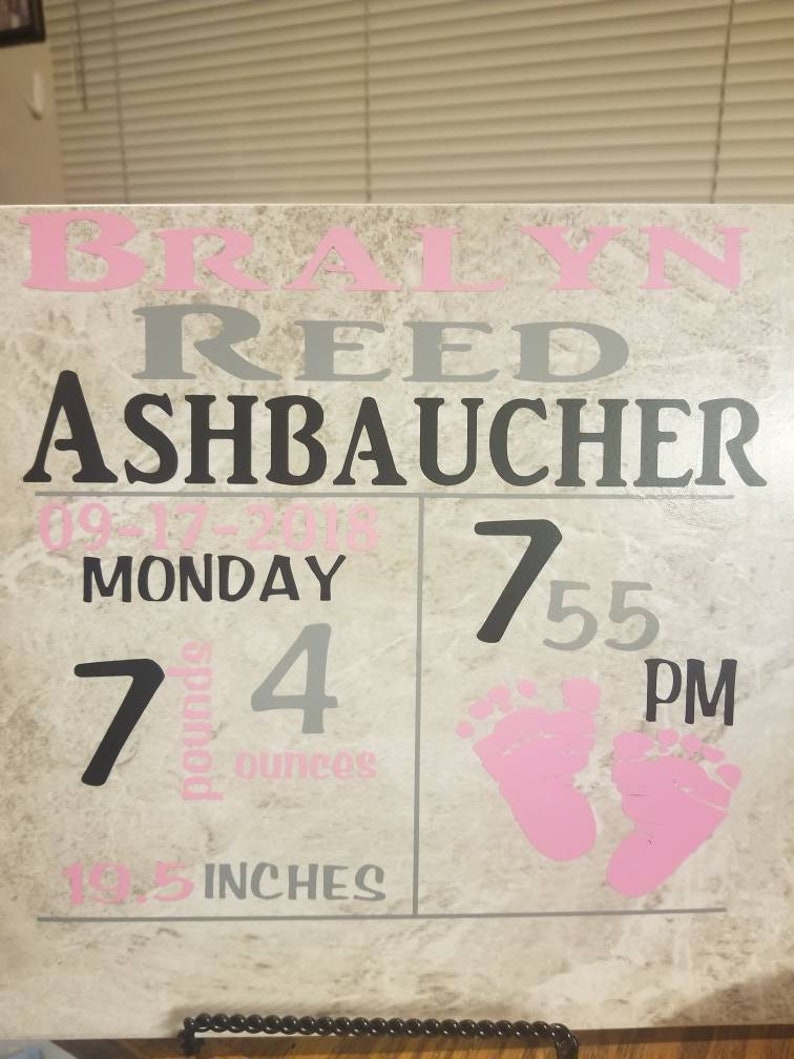 BRALYN
REED
ASHBAUCHER
09-17-2018
MONDAY
7 pounds 4 ounces
19.5 INCHES
7 55
PM